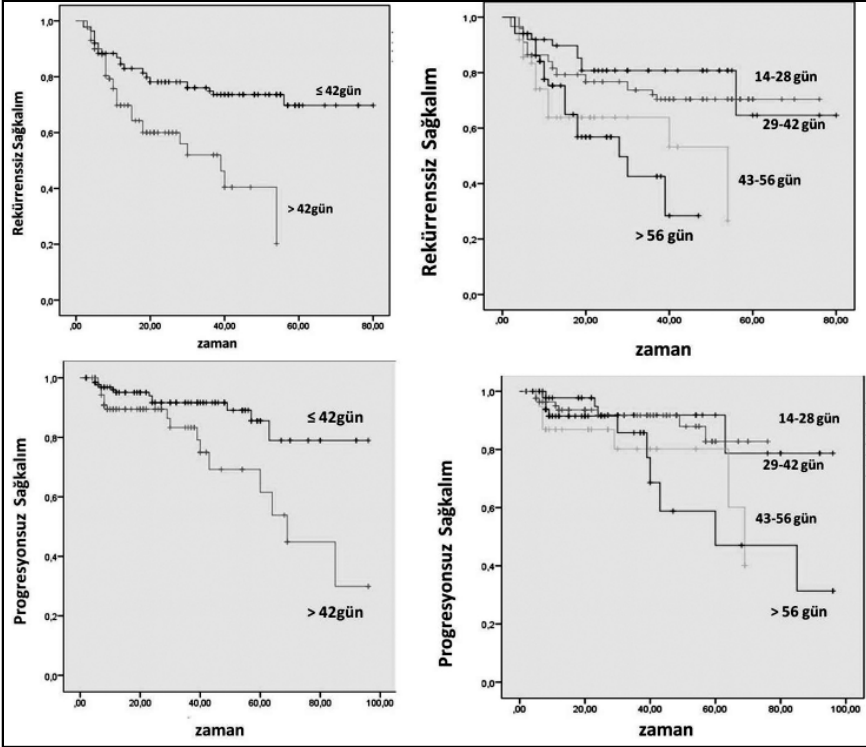 Rekürrenssiz Sağkalım
1,0
0,8
0,6
0,4
0,2
0,0
≤ 42gün
> 42gün
,00
20,00
40,00
60,00
80,00
zaman
Rekürrenssiz Sağkalım
1,0
0,8
0,6
0,4
0,2
0,0
14-28 gün
29-42 gün
43-56 gün
> 56 gün
,00
20,00
40,00
60,00
80,00
zaman
Progresyonsuz Sağkalım
1,0
0,8
0,6
0,4
0,2
0,0
≤ 42gün
> 42gün
,00
20,00
40,00
60,00
80,00
100,00
zaman
Progresyonsuz Sağkalım
1,0
0,8
0,6
0,4
0,2
0,0
14-28 gün
29-42 gün
43-56 gün
> 56 gün
,00
20,00
40,00
60,00
80,00
100,00
zaman